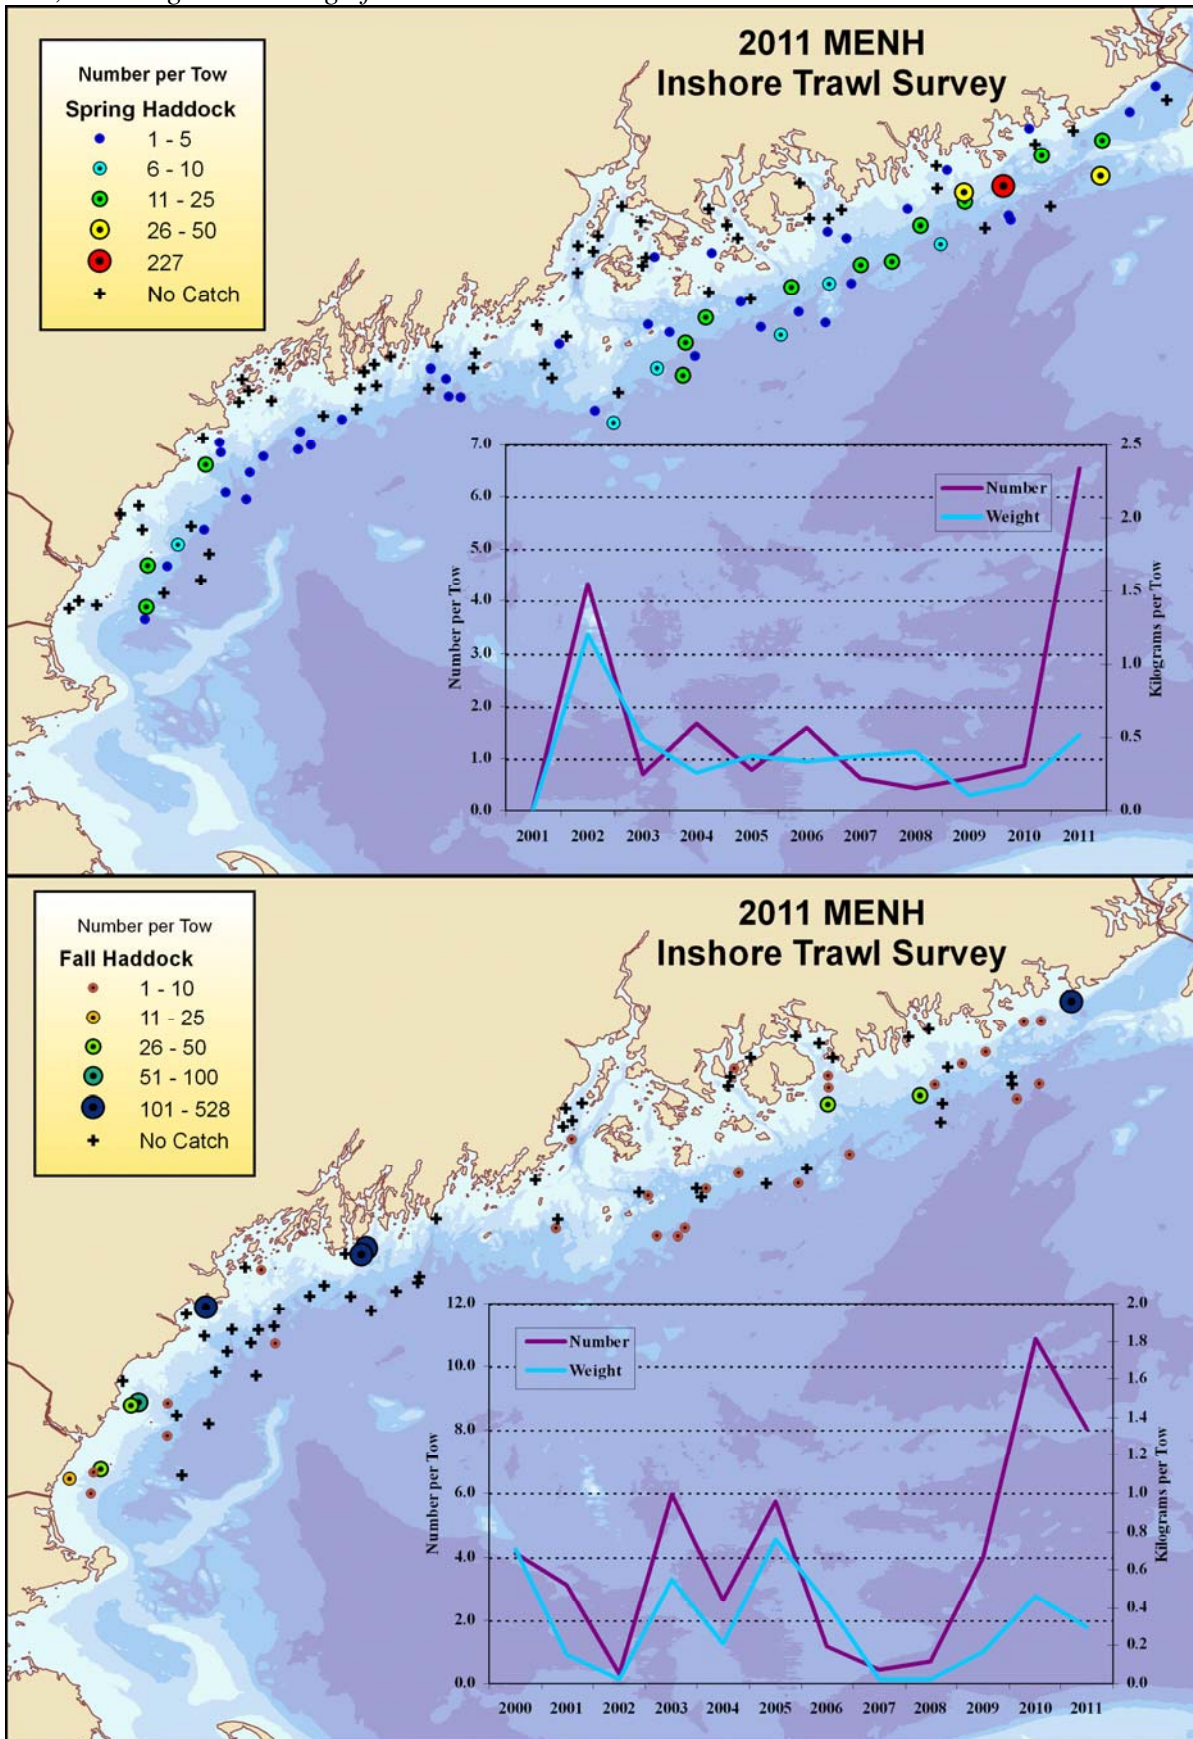 2011 MENH
Inshore Trawl Survey
Number per Tow
Spring Haddock
1 - 5
6 - 10
11 - 25
26 - 50
227
No Catch
Number
Weight
7.0
6.0
5.0
4.0
3.0
2.0
1.0
0.0
Number per Tow
2.5
2.0
1.5
1.0
0.5
0.0
Kilograms per Tow
2001 2002 2003 2004 2005 2006 2007 2008 2009 2010 2011
2011 MENH
Inshore Trawl Survey
Number per Tow
Fall Haddock
1 - 10
11 - 25
26 - 50
51 - 100
101 - 528
No Catch
Number
Weight
12.0
10.0
8.0
6.0
4.0
2.0
0.0
Number per Tow
2.0
1.8
1.6
1.4
1.2
1.0
0.8
0.6
0.4
0.2
0.0
Kilograms per Tow
2000 2001 2002 2003 2004 2005 2006 2007 2008 2009 2010 2011